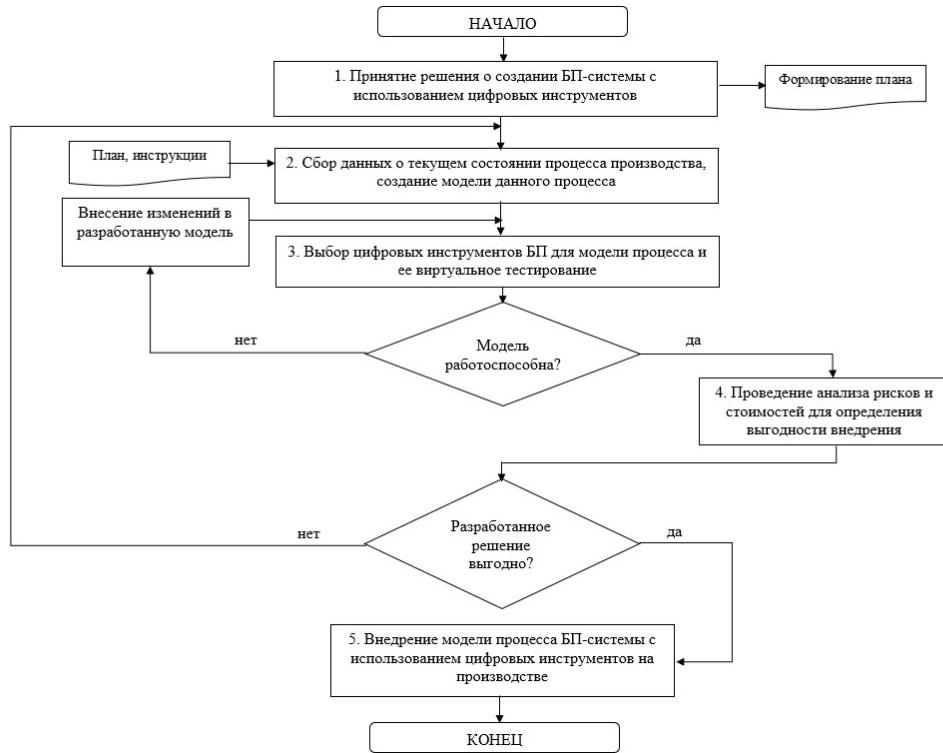 НАЧАЛО
1. Принятие решения о создании БП-системы с
использованием цифровых инструментов
Формирование плана
План, инструкции
2. Сбор данных о текущем состоянии процесса производства,
создание модели данного процесса
Внесение изменений в
разработанную модель
3. Выбор цифровых инструментов БП для модели процесса и
ее виртуальное тестирование
нет
Модель
работоспособна?
да
4. Проведение анализа рисков и
стоимостей для определения
выгодности внедрения
нет
Разработанное
решение
выгодно?
да
5. Внедрение модели процесса БП-системы с
использованием цифровых инструментов на
производстве
КОНЕЦ